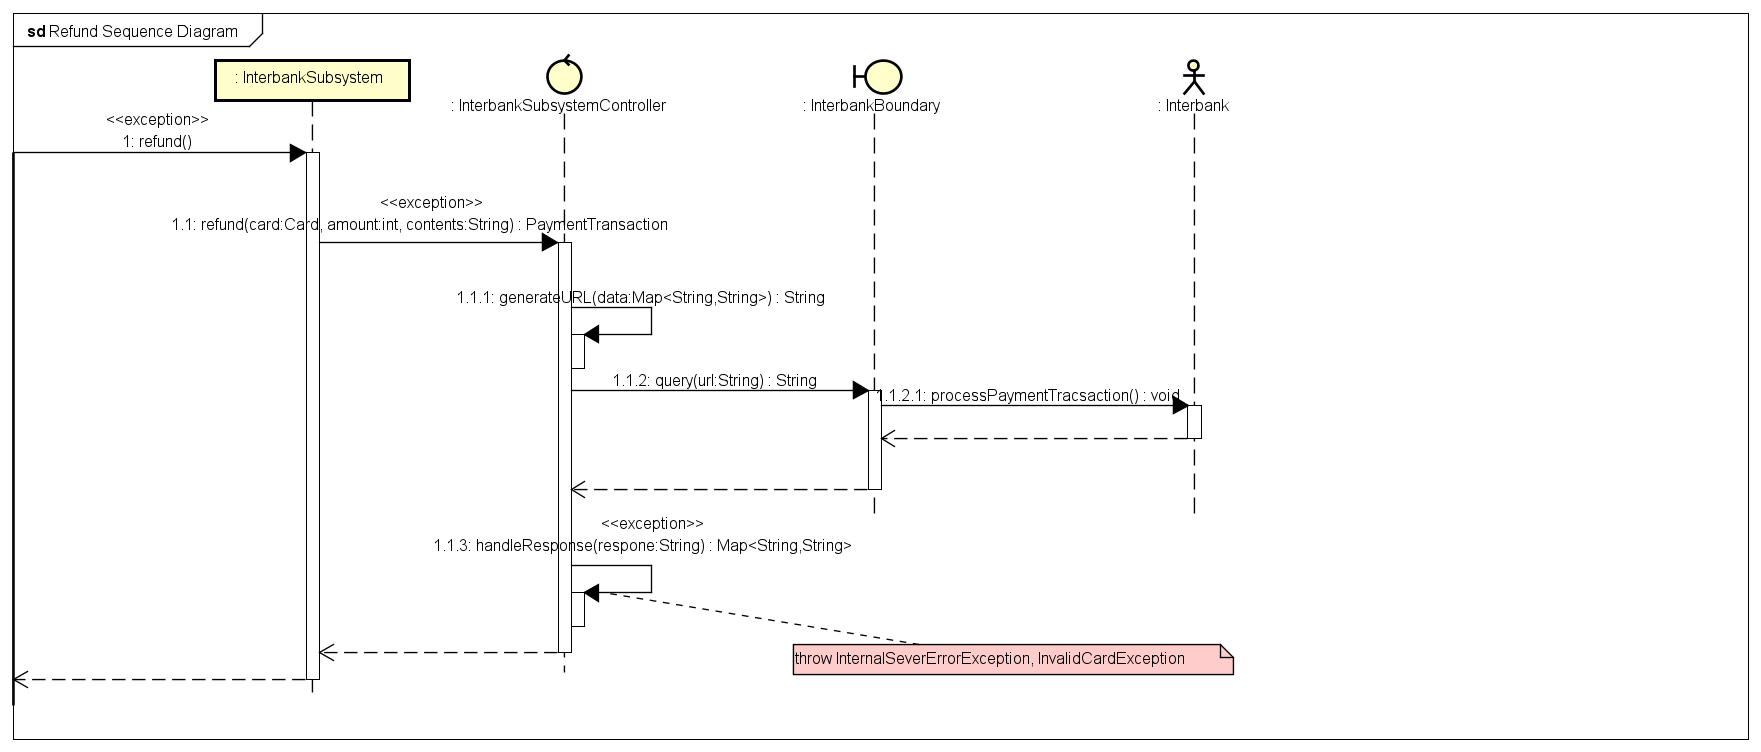 sd Refund Sequence Diagram
: InterbankSubsystem
: InterbankSubsystemController
: InterbankBoundary
: Interbank
<<exception>>
1: refund()
<<exception>>
1.1: refund(card:Card, amount:int, contents:String) : PaymentTransaction
1.1.1: generateURL(data:Map<String,String>) : String
1.1.2: query(url:String) : String
1.1.2.1: processPaymentTracsaction() : void
<<exception>>
1.1.3: handleResponse(respone:String) : Map<String,String>
throw InternalSeverErrorException, InvalidCardException